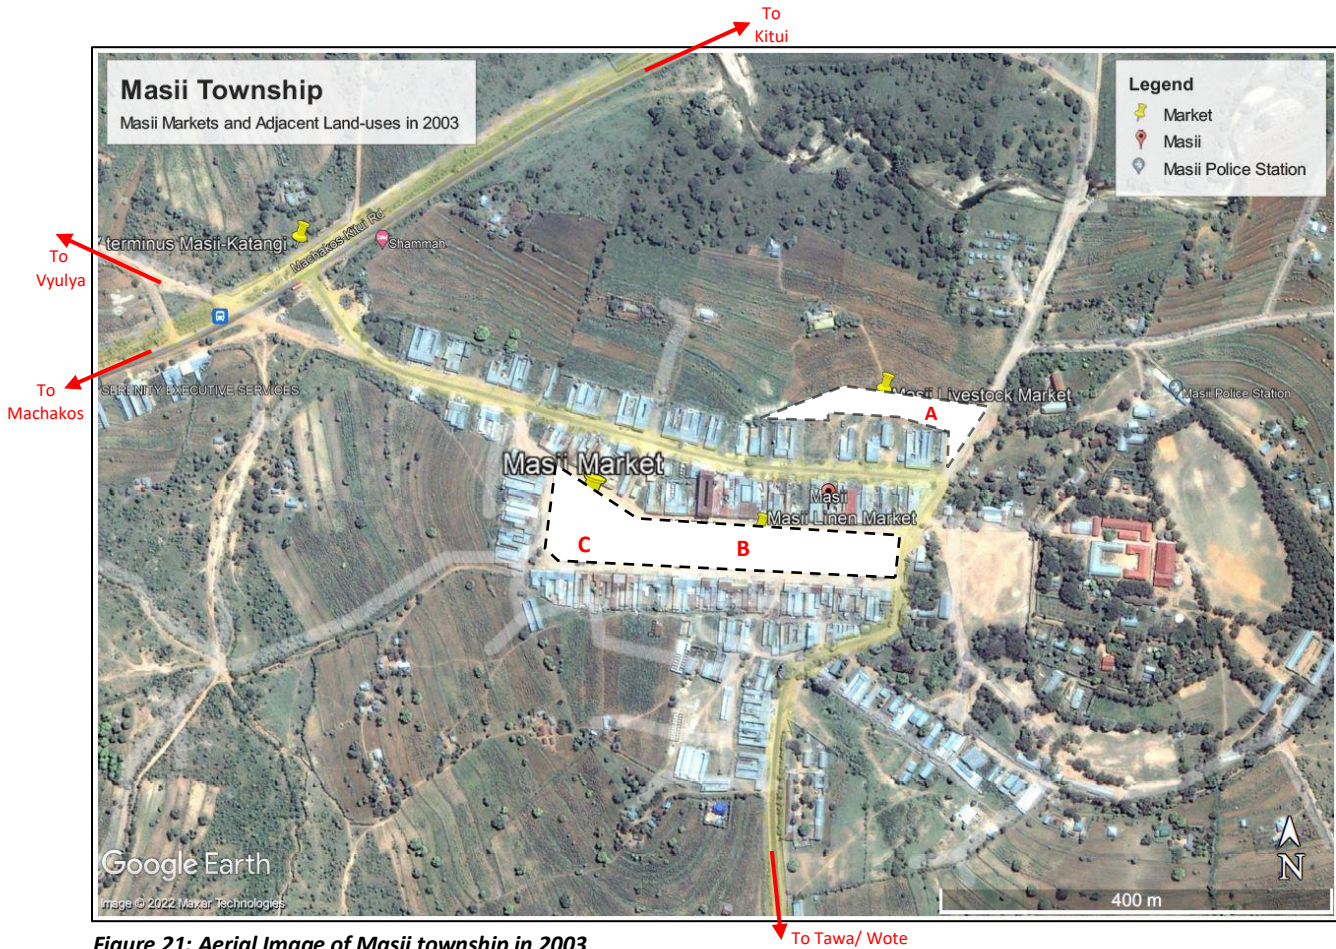 To
Kitui
Masii Township
Masii Markets and Adjacent Land-uses in 2003
Legend
Market
Masii
Masii Police Station
terminus Masii-Katangi
Machakos-Kitui Rd
Shammah
To
Vyulya
To
Machakos
SERENITY EXECUTIVE SERVICES
Masii Livestock Market
A
Masii Police Station
Masii Market
Masii
Masii Linen Market
C
B
Google Earth
Image © 2022 Maxar Technologies
N
400 m
To Tawa/ Wote
Figure 21: Aerial Image of Masii township in 2003